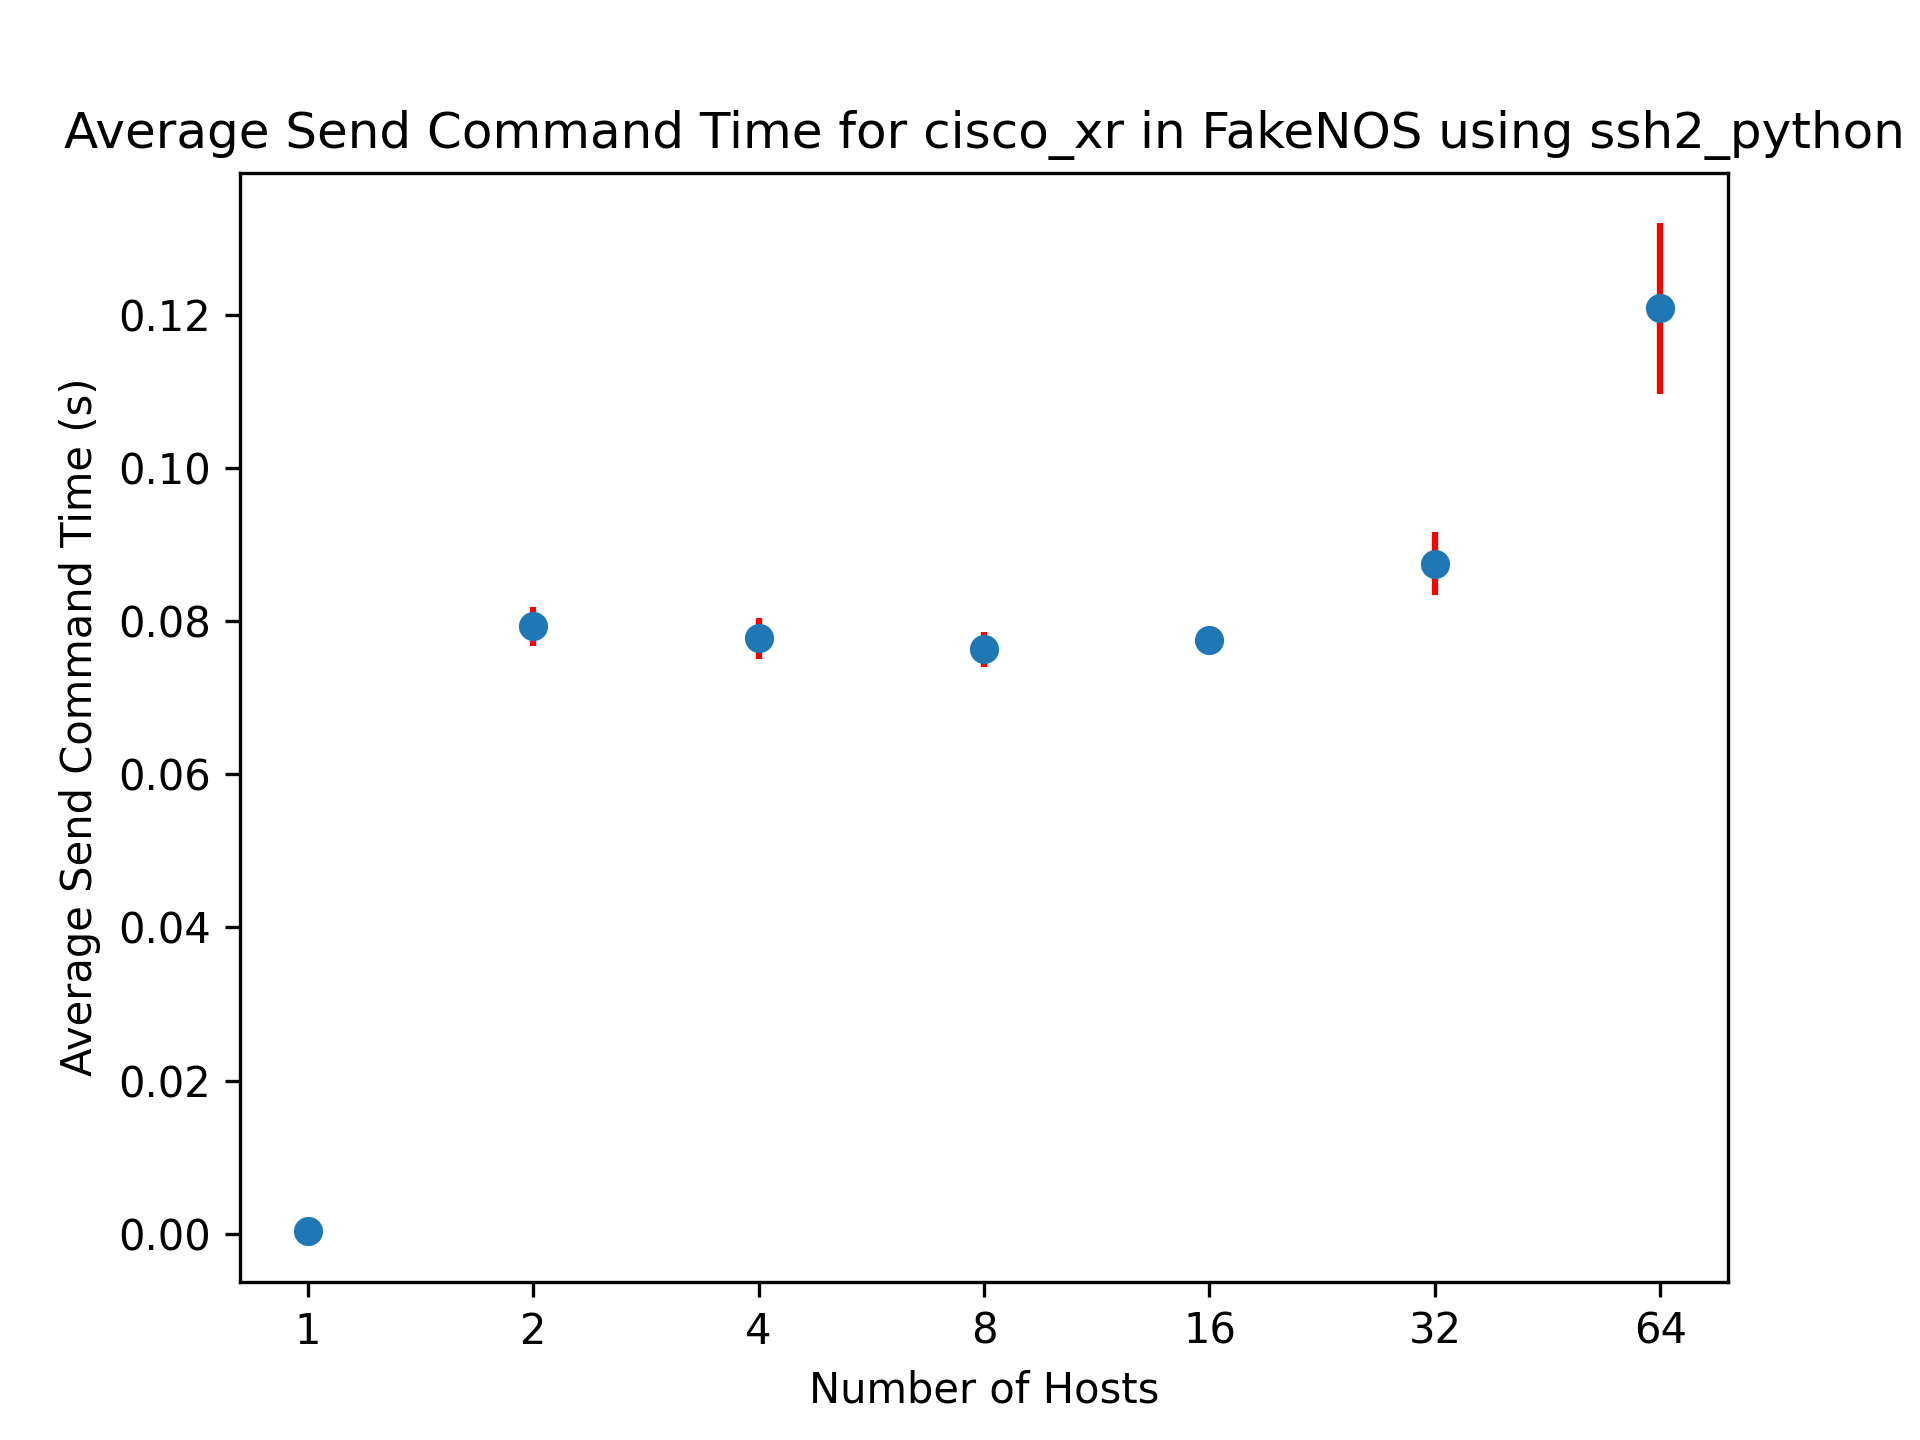 Average Send Command Time for cisco_xr in FakeNOS using ssh2_python
Average Send Command Time (s)
0.12
0.10
0.08
0.06
0.04
0.02
0.00
1 2 4 8 16 32 64
Number of Hosts